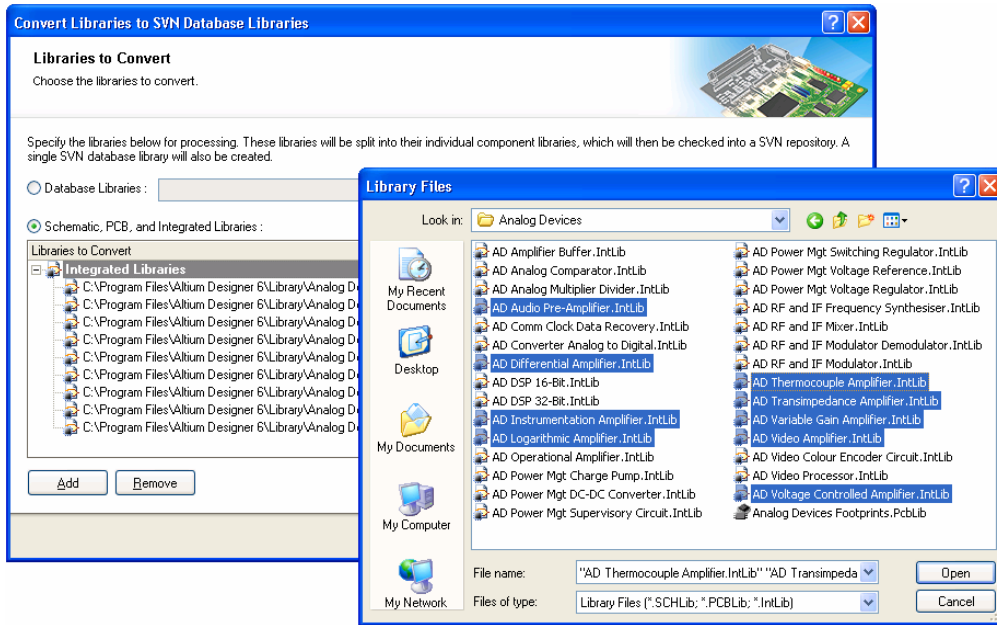 Convert Libraries to SVN Database Libraries
Libraries to Convert
Choose the libraries to convert.
Specify the libraries below for processing. These libraries will be split into their individual component libraries, which will then be checked into a SVN repository. A
single SVN database library will also be created.
Database Libraries :
Schematic, PCB, and Integrated Libraries :
Libraries to Convert
Integrated Libraries
C:\Program Files\Altium Designer 6\Library\Analog De
C:\Program Files\Altium Designer 6\Library\Analog De
C:\Program Files\Altium Designer 6\Library\Analog De
C:\Program Files\Altium Designer 6\Library\Analog De
C:\Program Files\Altium Designer 6\Library\Analog De
C:\Program Files\Altium Designer 6\Library\Analog De
C:\Program Files\Altium Designer 6\Library\Analog De
C:\Program Files\Altium Designer 6\Library\Analog De
C:\Program Files\Altium Designer 6\Library\Analog De
Add
Remove
Library Files
Look in:
Analog Devices
My Recent
Documents
Desktop
My Documents
My Computer
My Network
AD Amplifier Buffer.IntLib
AD Analog Comparator.IntLib
AD Analog Multiplier Divider.IntLib
AD Audio Pre-Amplifier.IntLib
AD Comm Clock Data Recovery.IntLib
AD Converter Analog to Digital.IntLib
AD Differential Amplifier.IntLib
AD DSP 16-Bit.IntLib
AD DSP 32-Bit.IntLib
AD Instrumentation Amplifier.IntLib
AD Logarithmic Amplifier.IntLib
AD Operational Amplifier.IntLib
AD Power Mgt Charge Pump.IntLib
AD Power Mgt DC-DC Converter.IntLib
AD Power Mgt Supervisory Circuit.IntLib
AD Power Mgt Switching Regulator.IntLib
AD Power Mgt Voltage Reference.IntLib
AD Power Mgt Voltage Regulator.IntLib
AD RF and IF Frequency Synthesiser.IntLib
AD RF and IF Mixer.IntLib
AD RF and IF Modulator Demodulator.IntLib
AD RF and IF Modulator.IntLib
AD Thermocouple Amplifier.IntLib
AD Transimpedance Amplifier.IntLib
AD Variable Gain Amplifier.IntLib
AD Video Amplifier.IntLib
AD Video Colour Encoder Circuit.IntLib
AD Video Processor.IntLib
AD Voltage Controlled Amplifier.IntLib
Analog Devices Footprints.PcbLib
File name:
"AD Thermocouple Amplifier.IntLib" "AD Transimpeda
Open
Files of type:
Library Files (*.SCHLib; *.PCBLib; *.IntLib)
Cancel